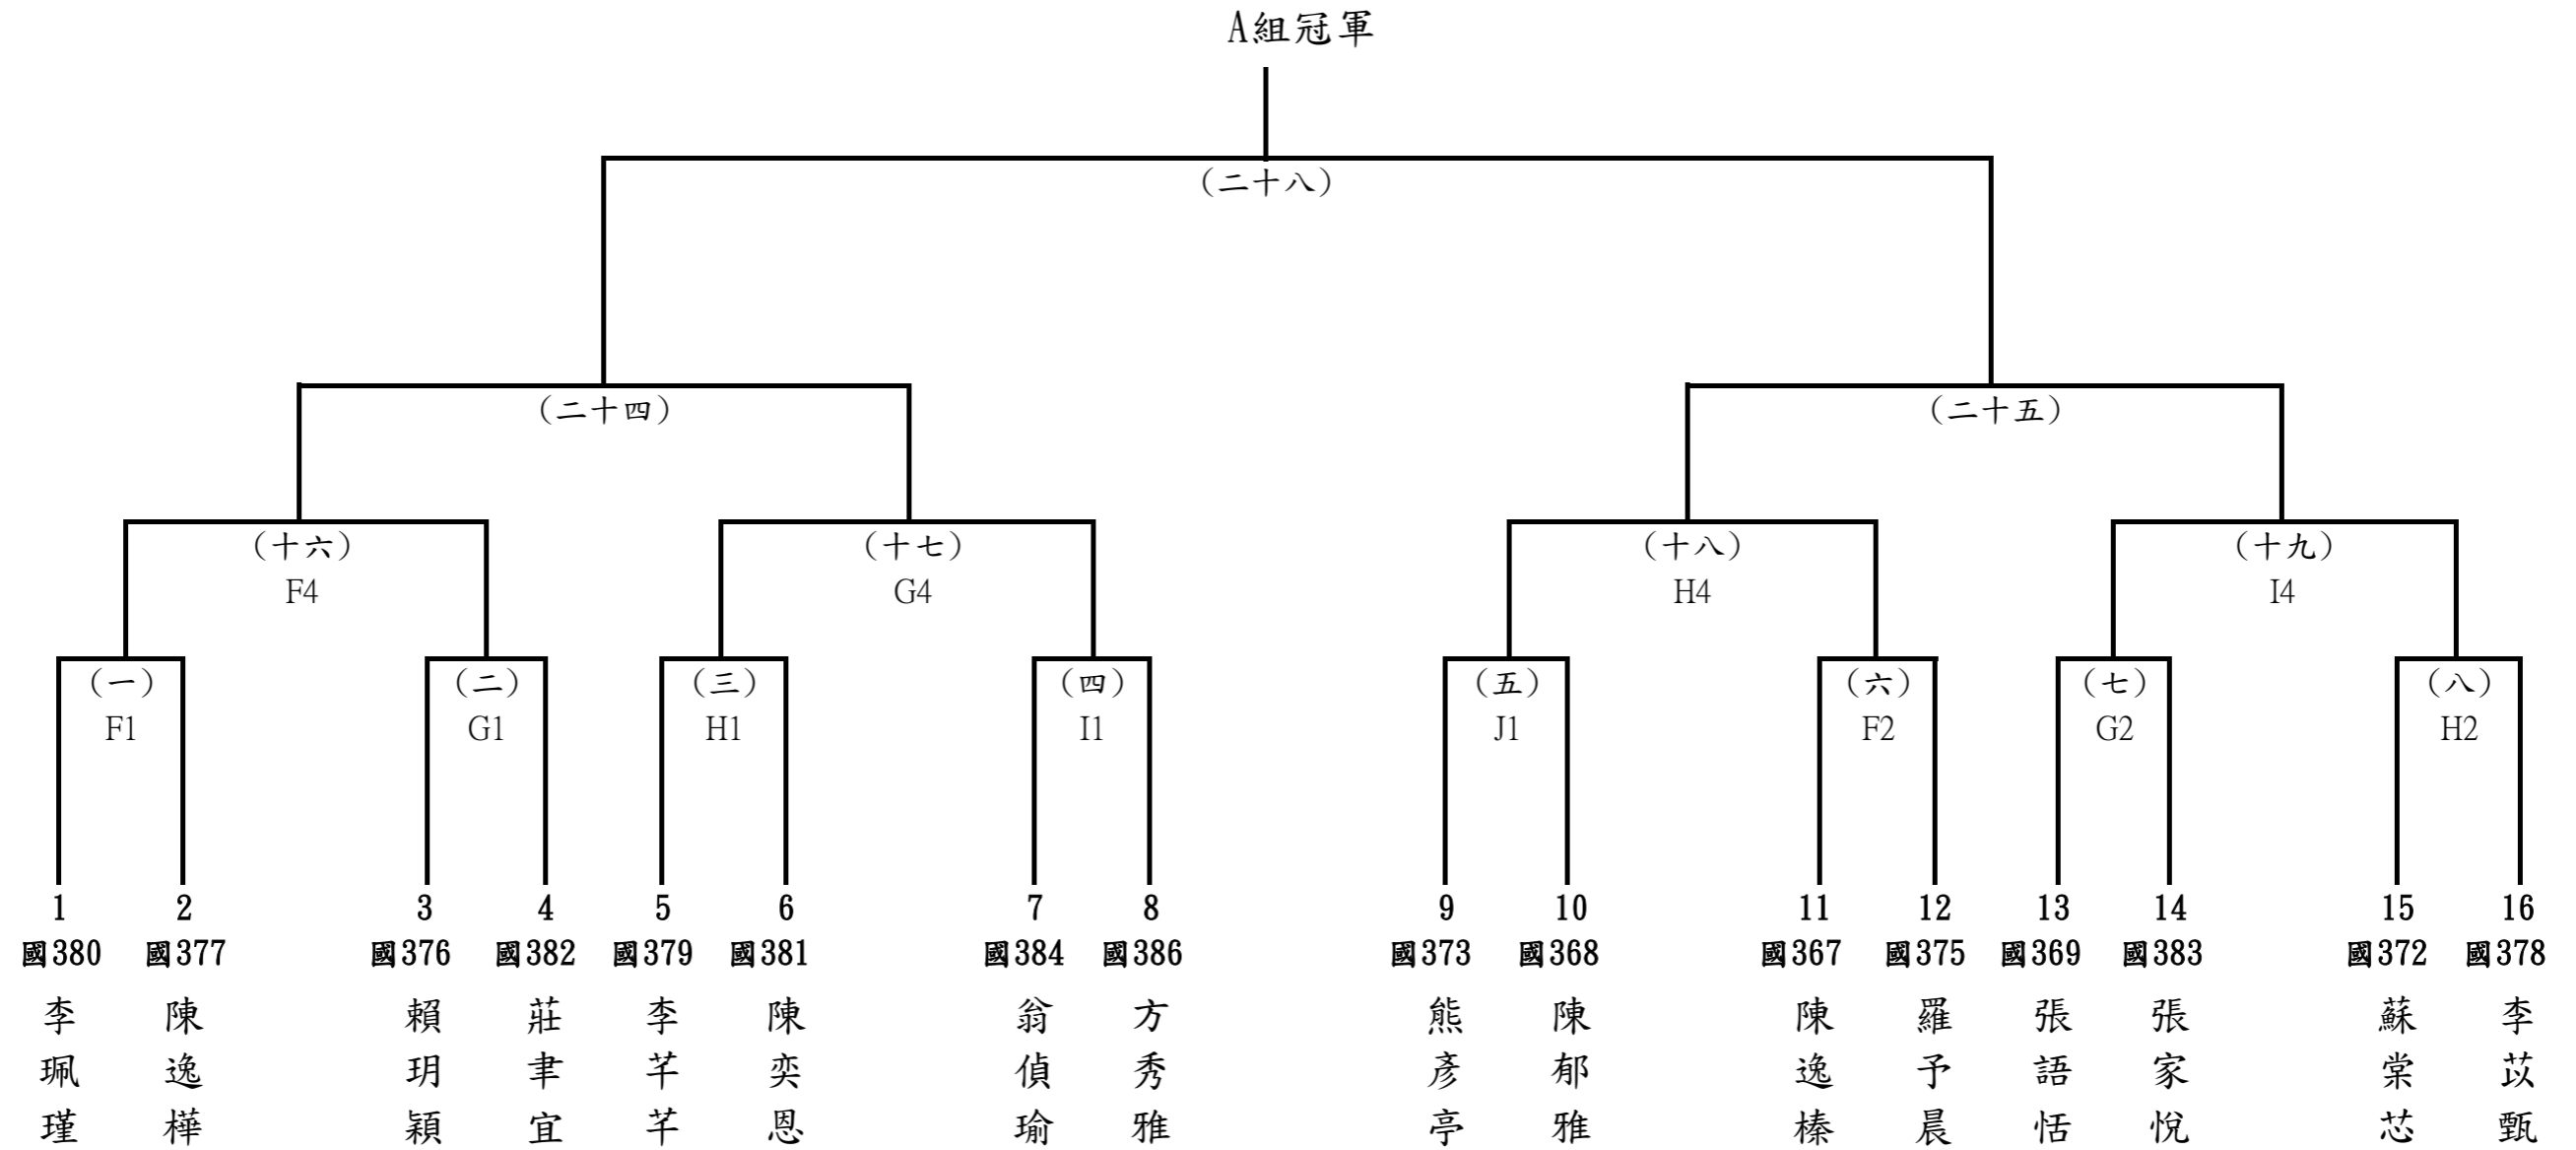 A組冠軍
(二十八)
(二十四) (二十五)
(十六) (十七) (十八) (十九)
F4 G4 H4 I4
(一) (二) (三) (四) (五) (六) (七) (八)
F1 G1 H1 I1 J1 F2 G2 H2
1 2 3 4 5 6 7 8 9 10 11 12 13 14 15 16
國380 國377 國376 國382 國379 國381 國384 國386 國373 國368 國367 國375 國369 國383 國372 國378
李珮瑾
陳逸樺
賴玥穎
莊聿宜
李芊芊
陳奕恩
翁偵瑜
方秀雅
熊彥亭
陳郁雅
陳逸榛
羅予晨
張語恬
張家悅
蘇棠芯
李苡甄